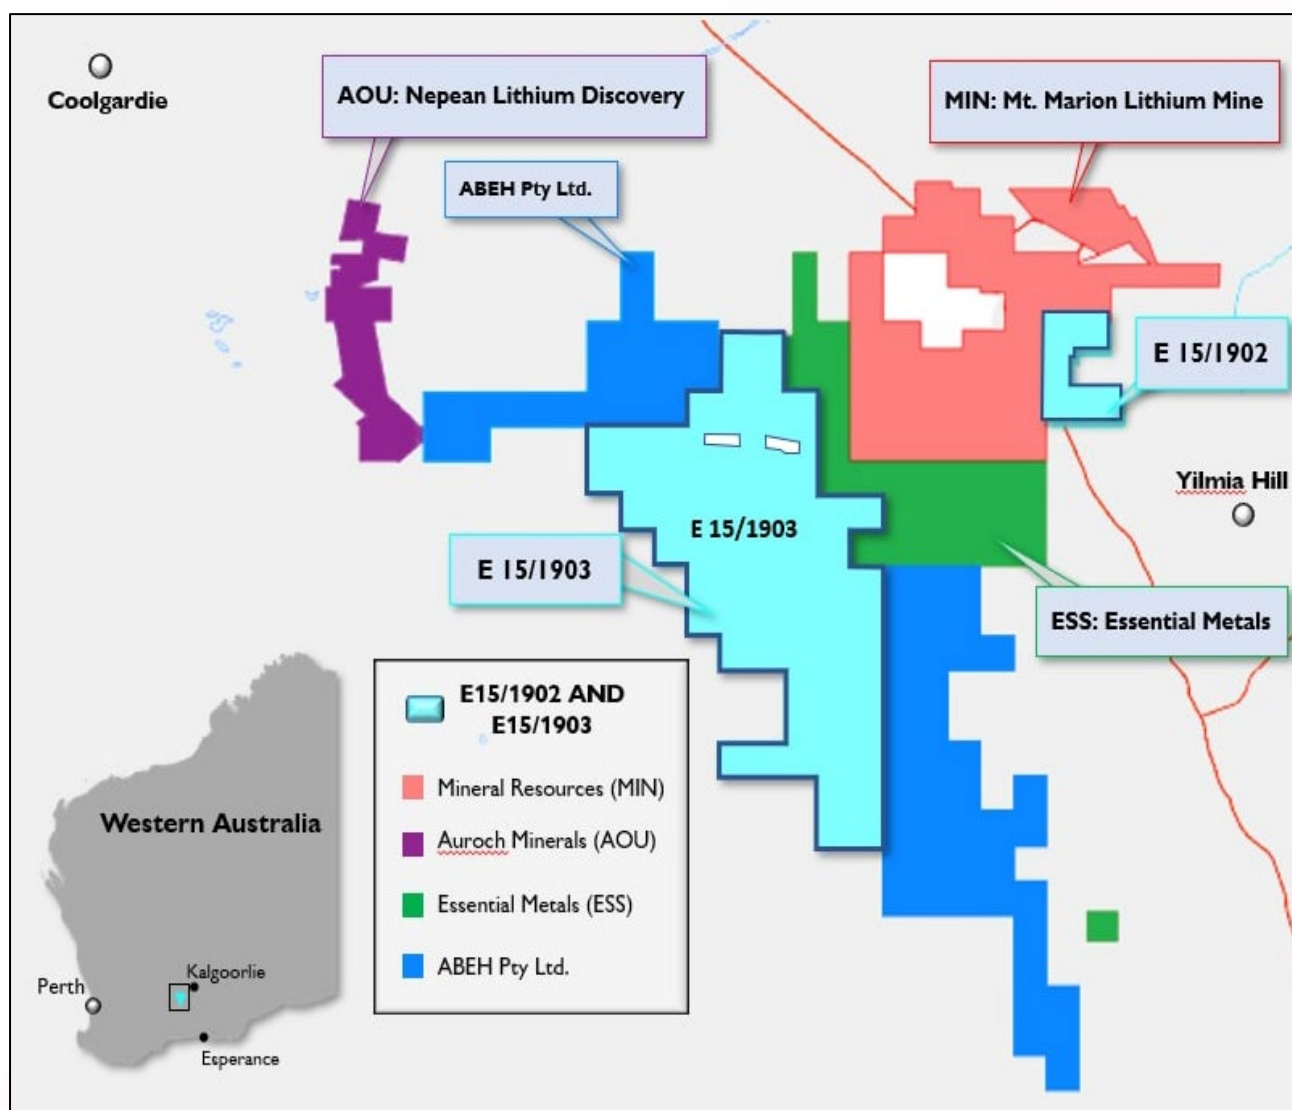 Coolgardie
AOU: Nepean Lithium Discovery
MIN: Mt. Marion Lithium Mine
ABEH Pty Ltd.
E 15/1902
Yilmia Hill
E 15/1903
E 15/1903
ESS: Essential Metals
E15/1902 AND
E15/1903
Mineral Resources (MIN)
Auroch Minerals (AOU)
Essential Metals (ESS)
ABEH Pty Ltd.
Western Australia
Kalgoorlie
Perth
Esperance